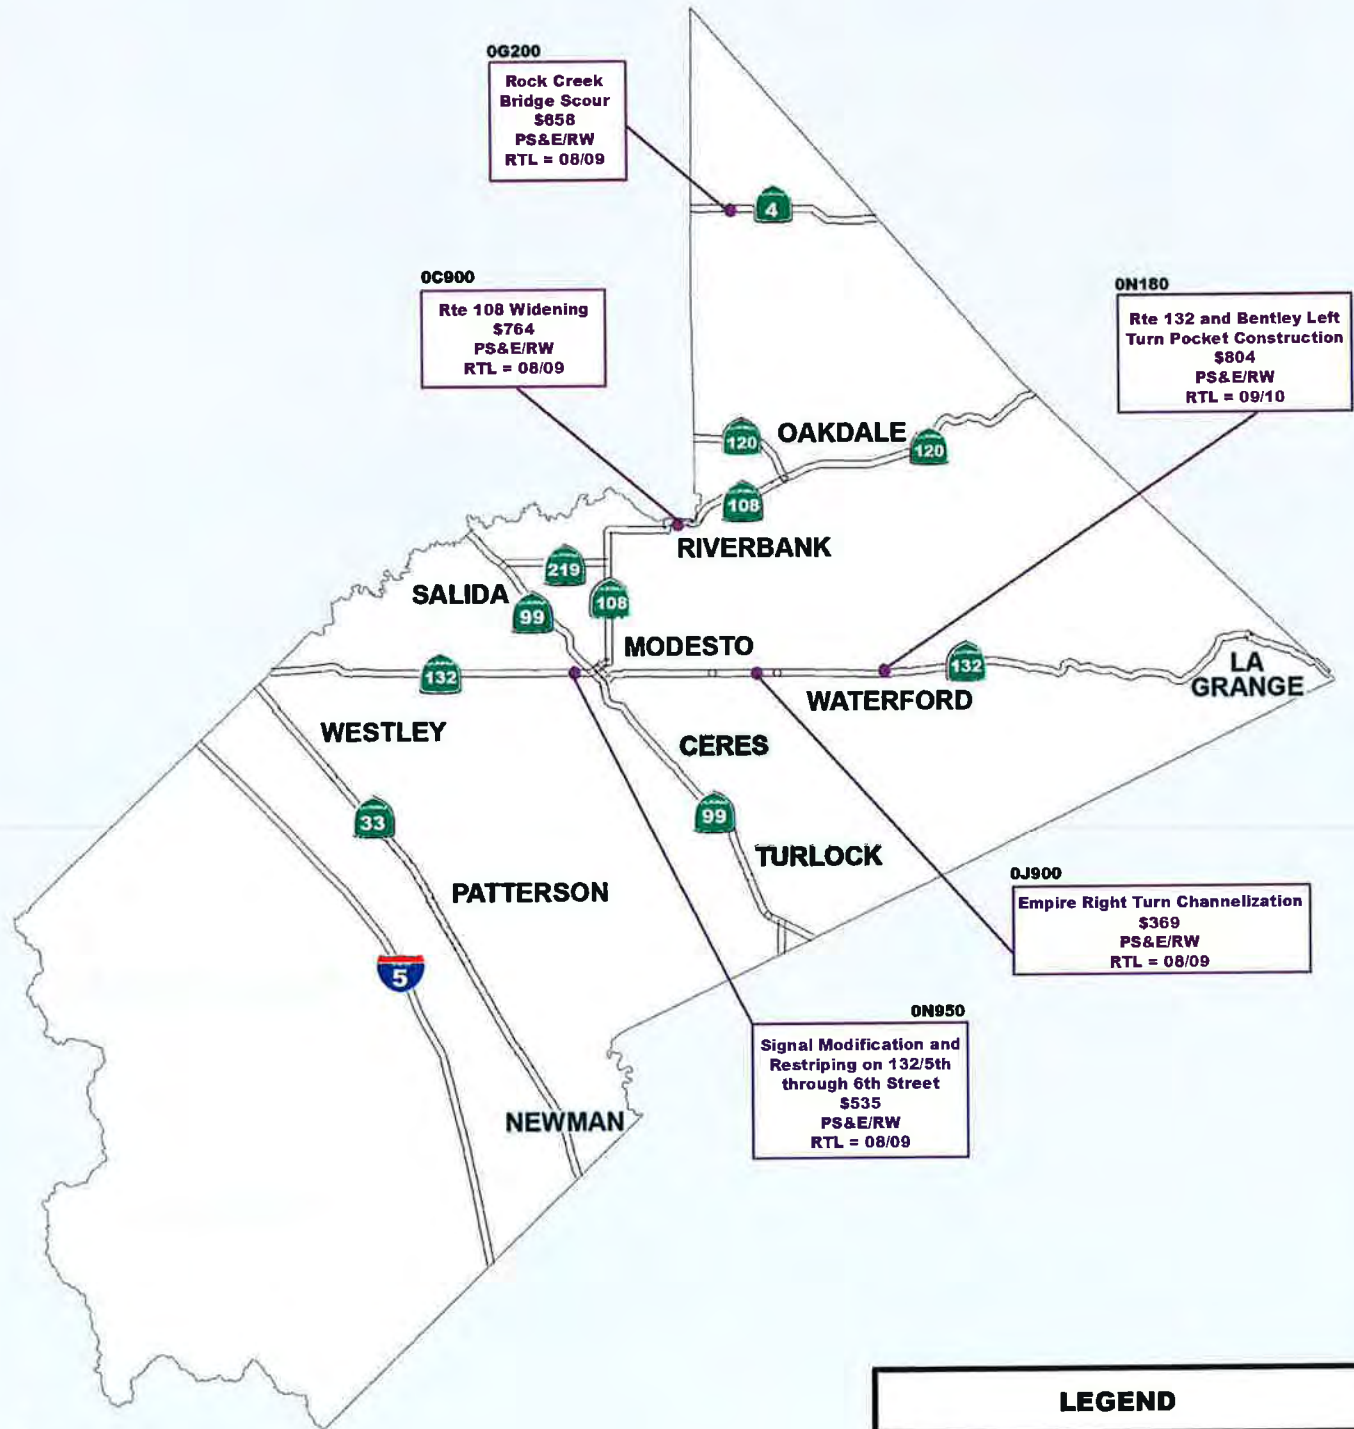 0G200
Rock Creek
Bridge Scour
$658
PS&E/RW
RTL = 08/09
4
0C900
Rte 108 Widening
$764
PS&E/RW
RTL = 08/09
0N180
Rte 132 and Bentley Left
Turn Pocket Construction
$804
PS&E/RW
RTL = 09/10
120
OAKDALE
120
108
RIVERBANK
219
SALIDA
99
108
MODESTO
132
132
LA
GRANGE
WATERFORD
WESTLEY
CERES
33
99
TURLOCK
PATTERSON
0J900
Empire Right Turn Channelization
$369
PS&E/RW
RTL = 08/09
5
0N950
Signal Modification and
Restriping on 132/5th
through 6th Street
$535
PS&E/RW
RTL = 08/09
NEWMAN
LEGEND